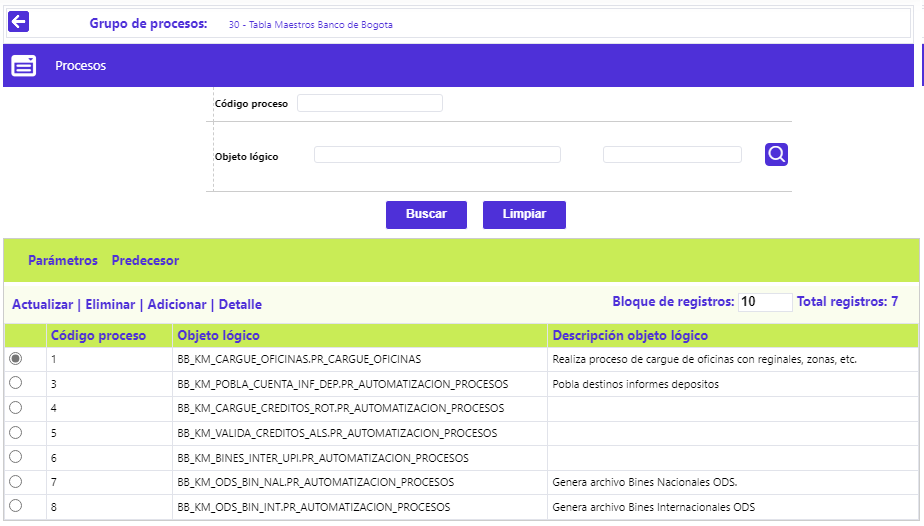 Grupo de procesos: 30 - Tabla Maestros Banco de Bogota
Procesos
Código proceso
Objeto lógico
Buscar Limpiar
Parámetros Predecesor
Actualizar | Eliminar | Adicionar | Detalle Bloque de registros: 10 Total registros: 7
Código proceso Objeto lógico Descripción objeto lógico
1 BB_KM_CARGUE_OFICINAS.PR_CARGUE_OFICINAS Realiza proceso de cargue de oficinas con reginales, zonas, etc.
3 BB_KM_POBLA_CUENTA_INF_DEP.PR_AUTOMATIZACION_PROCESOS Pobla destinos informes depositos
4 BB_KM_CARGUE_CREDITOS_ROT.PR_AUTOMATIZACION_PROCESOS
5 BB_KM_VALIDA_CREDITOS_ALS.PR_AUTOMATIZACION_PROCESOS
6 BB_KM_BINES_INTER_UPI.PR_AUTOMATIZACION_PROCESOS
7 BB_KM_ODS_BIN_NAL.PR_AUTOMATIZACION_PROCESOS Genera archivo Bines Nacionales ODS.
8 BB_KM_ODS_BIN_INT.PR_AUTOMATIZACION_PROCESOS Genera archivo Bines Internacionales ODS